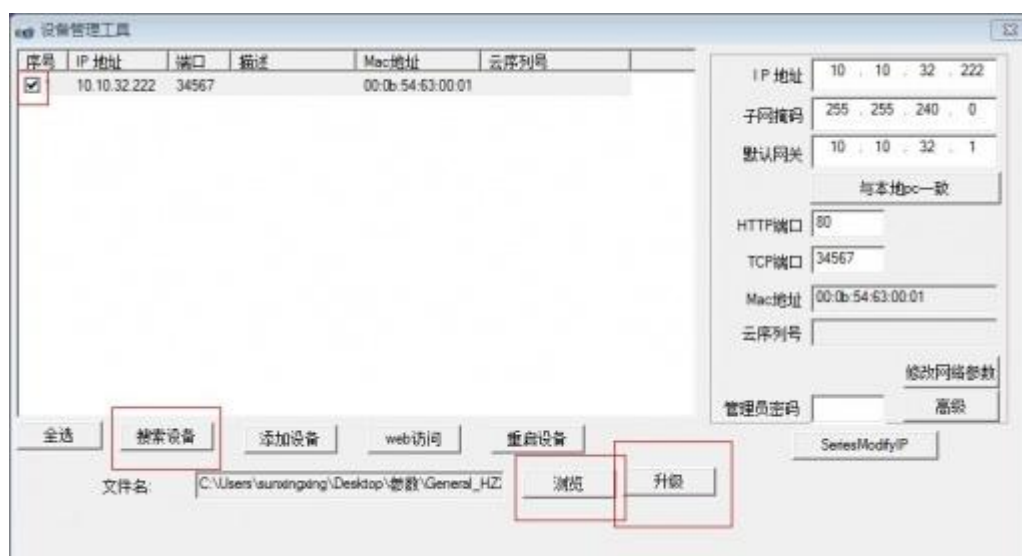 设备管理工具
序号 IP 地址 端口 描述 Mac地址 云序列号
10.10.32.222 34567 00:0b:54:63:00:01
IP 地址 10 . 10 . 32 . 222
子网掩码 255 . 255 . 240 . 0
默认网关 10 . 10 . 32 . 1
与本地pc一致
HTTP端口 80
TCP端口 34567
Mac地址 00:0b:54:63:00:01
云序列号
修改网络参数
管理员密码 高级
全选 搜索设备 添加设备 web访问 重启设备 SeriesModifyIP
文件名: C:\Users\sunxingxing\Desktop\参数\General_HZ 浏览 升级